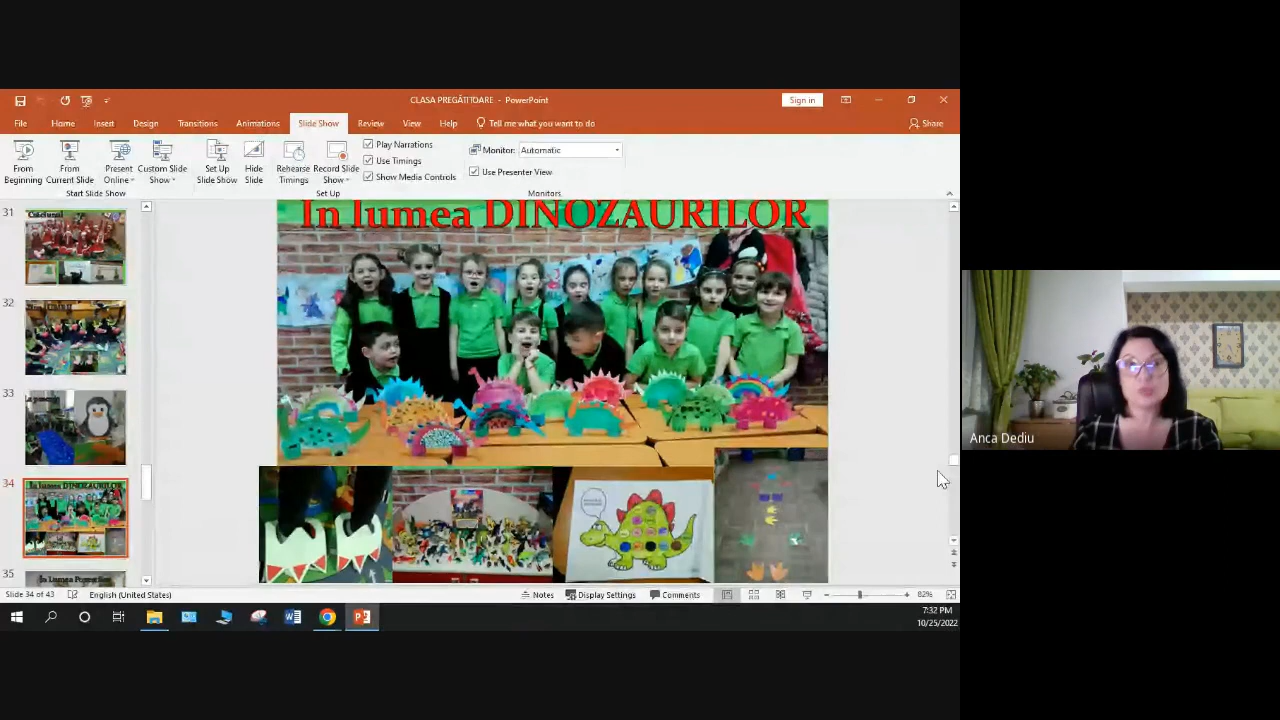 CLASA PREGĂTITOARE - PowerPoint
Sign in
File Home Insert Design Transitions Animations Slide Show Review View Help Tell me what you want to do Share
From Beginning
From Current Slide
Present Online
Custom Slide Show
Start Slide Show
Set Up Slide Show
Hide Slide
Rehearse Timings
Record Slide Show
Play Narrations
Use Timings
Show Media Controls
Set Up
Monitor: Automatic
Use Presenter View
Monitors
31
32
33
34
In lumea DINOZAURILOR
35
In lumea DINOZAURILOR
Anca Dediu
Slide 34 of 43 English (United States) Notes Display Settings Comments 82%
7:32 PM
10/25/2022